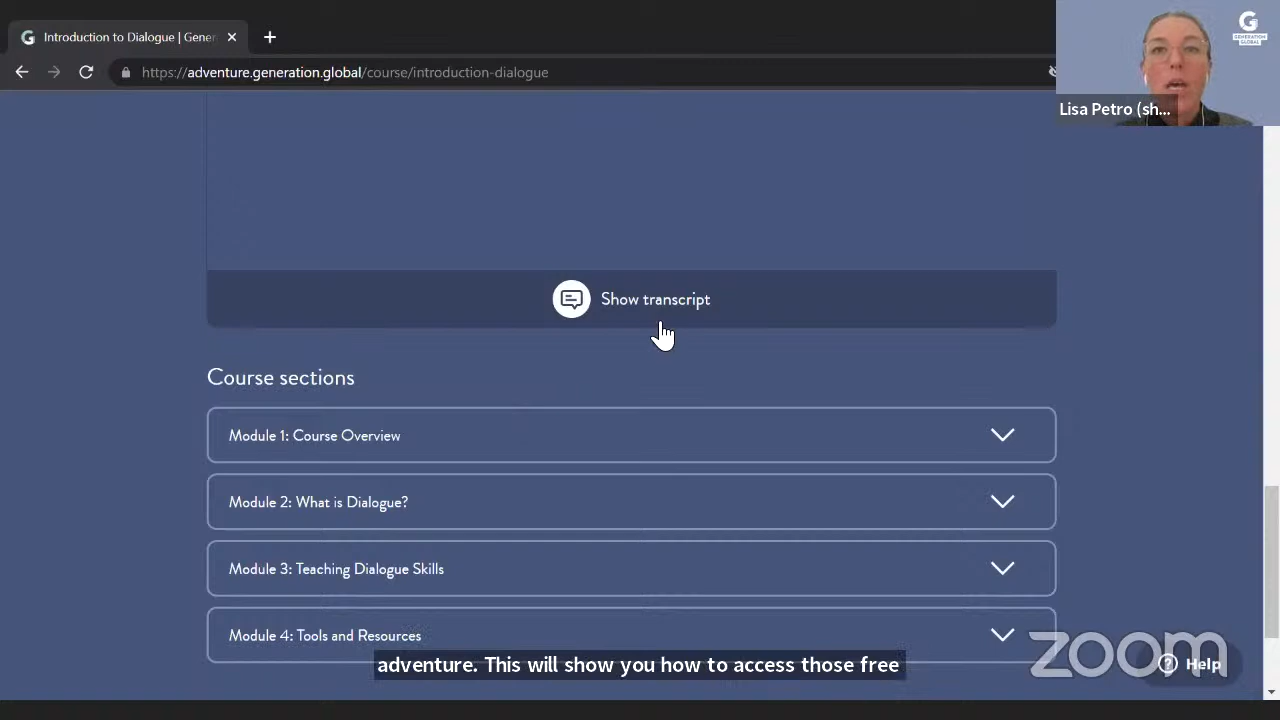 Introduction to Dialogue | Gener
https://adventure.generation.global/course/introduction-dialogue
G
GENERATION
GLOBAL
Lisa Petro (sh...
Show transcript
Course sections
Module 1: Course Overview
Module 2: What is Dialogue?
Module 3: Teaching Dialogue Skills
Module 4: Tools and Resources
adventure. This will show you how to access those free
zoom
? Help